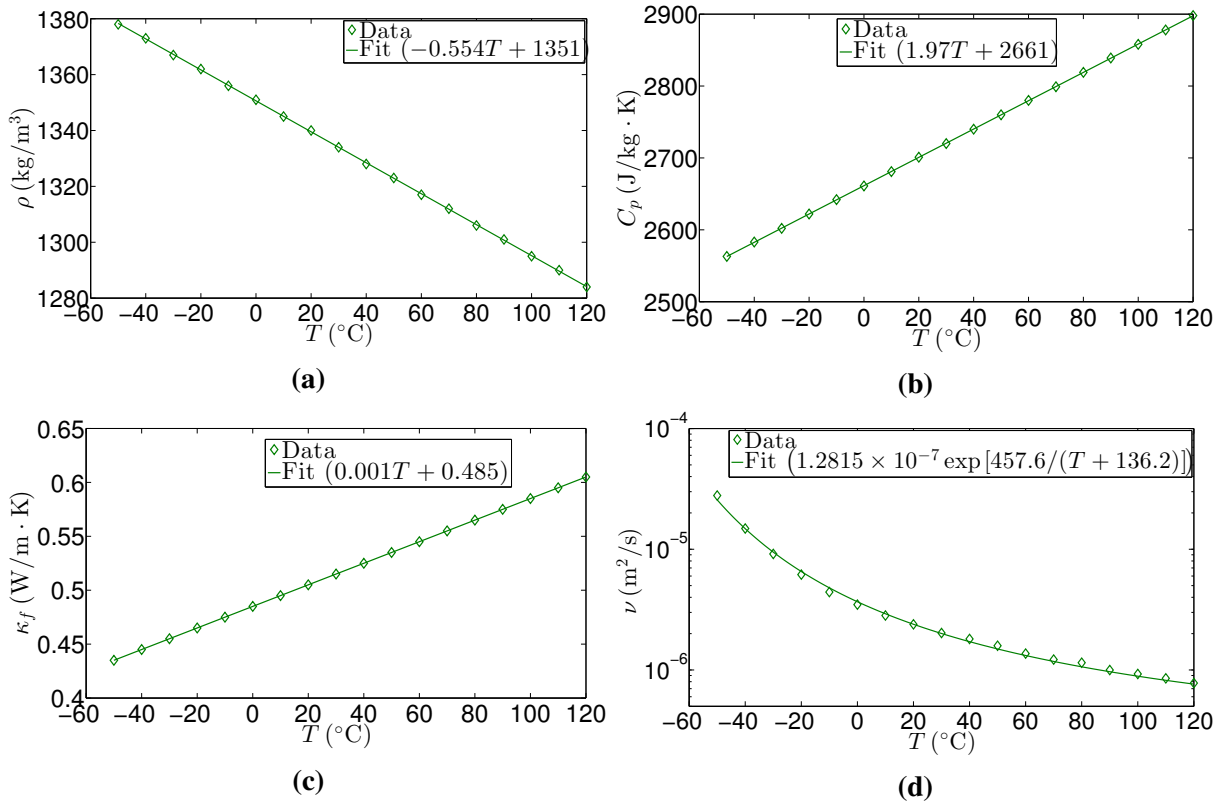 1380
1360
1340
1320
1300
1280
ρ (kg/m³)
◇ Data
— Fit (−0.554T + 1351)
−60 −40 −20 0 20 40 60 80 100 120
T (°C)
(a)
2900
2800
2700
2600
2500
C_p (J/kg · K)
◇ Data
— Fit (1.97T + 2661)
−60 −40 −20 0 20 40 60 80 100 120
T (°C)
(b)
0.65
0.6
0.55
0.5
0.45
0.4
κ_f (W/m · K)
◇ Data
— Fit (0.001T + 0.485)
−60 −40 −20 0 20 40 60 80 100 120
T (°C)
(c)
10⁻⁴
10⁻⁵
10⁻⁶
ν (m²/s)
◇ Data
— Fit (1.2815 × 10⁻⁷ exp[457.6/(T + 136.2)])
−60 −40 −20 0 20 40 60 80 100 120
T (°C)
(d)